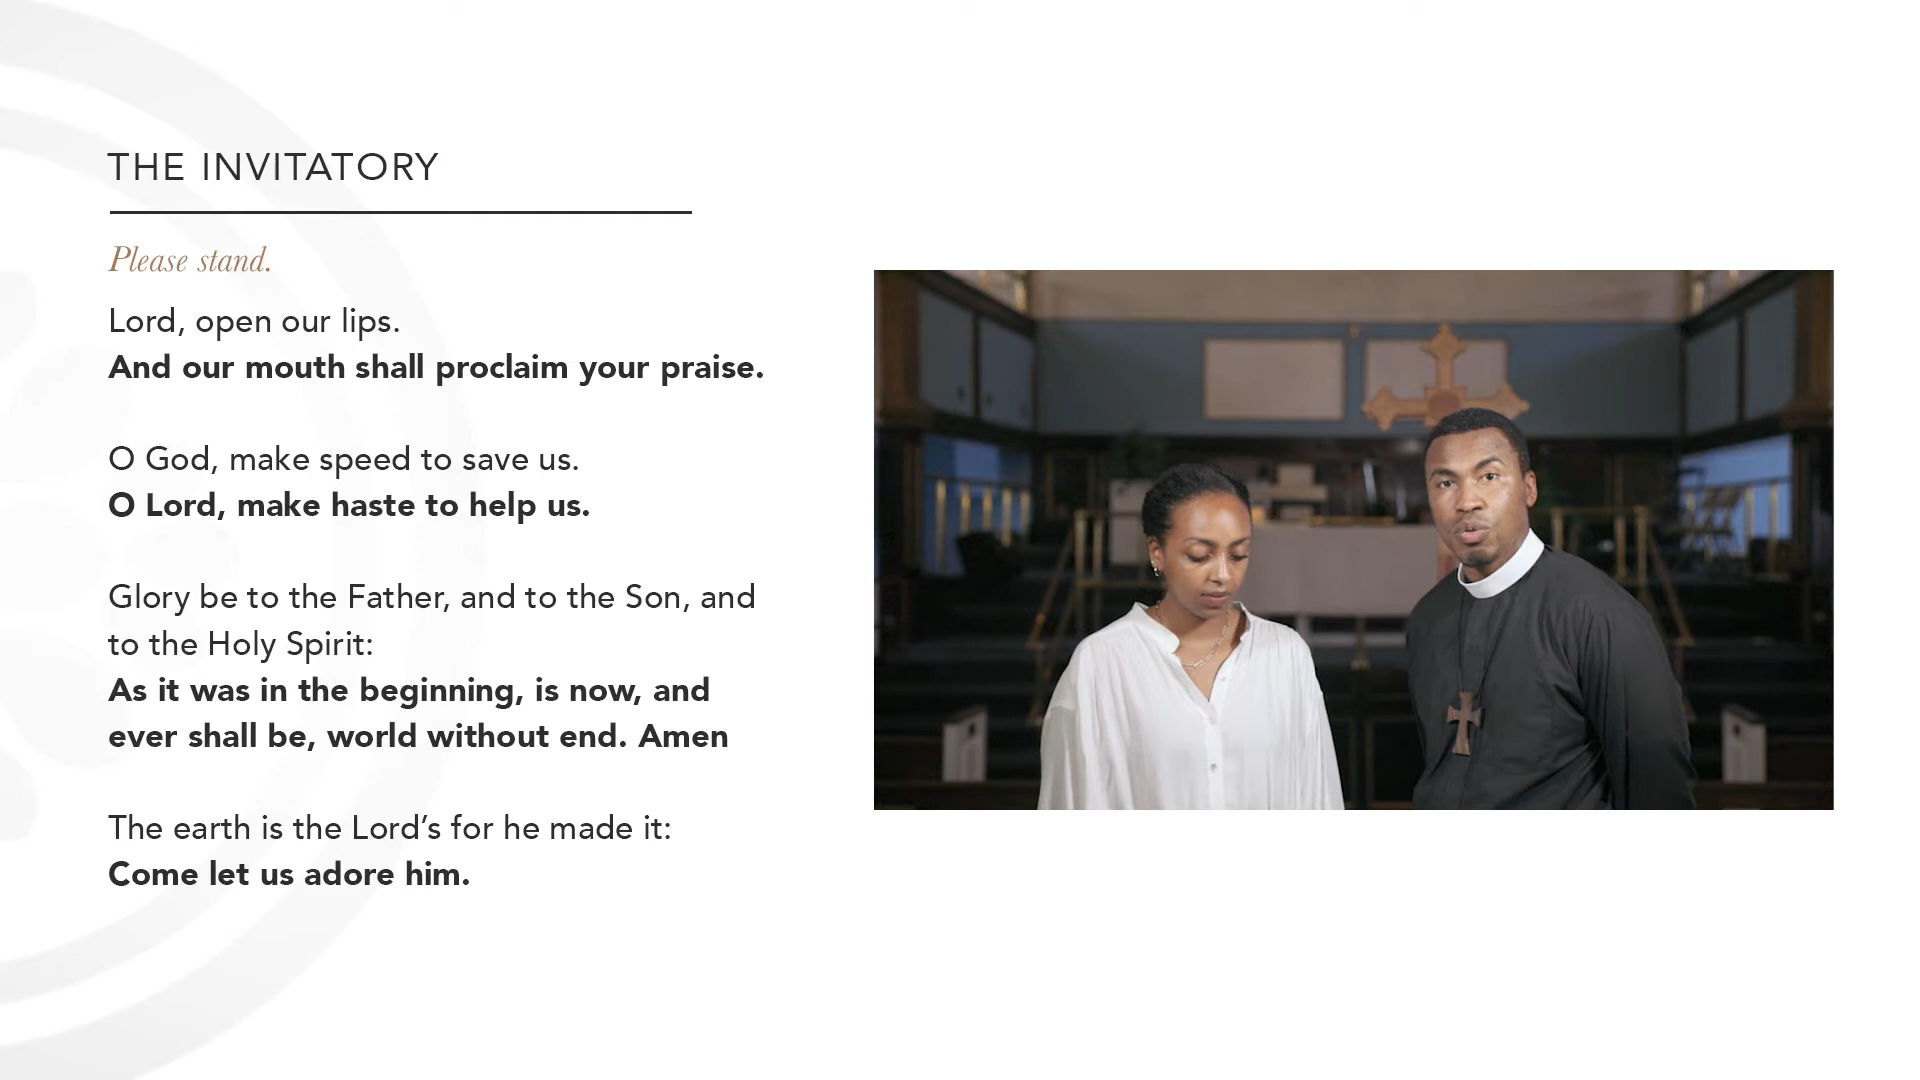 THE INVITATORY
Please stand.
Lord, open our lips.
And our mouth shall proclaim your praise.
O God, make speed to save us.
O Lord, make haste to help us.
Glory be to the Father, and to the Son, and
to the Holy Spirit:
As it was in the beginning, is now, and
ever shall be, world without end. Amen
The earth is the Lord’s for he made it:
Come let us adore him.